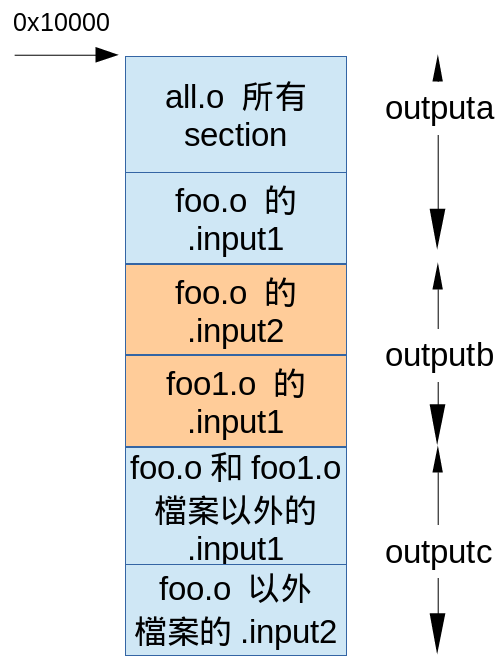 0x10000
all.o 所有
section
outputa
foo.o 的
.input1
foo.o 的
.input2
outputb
foo1.o 的
.input1
foo.o 和 foo1.o
檔案以外的
.input1
outputc
foo.o 以外
檔案的 .input2